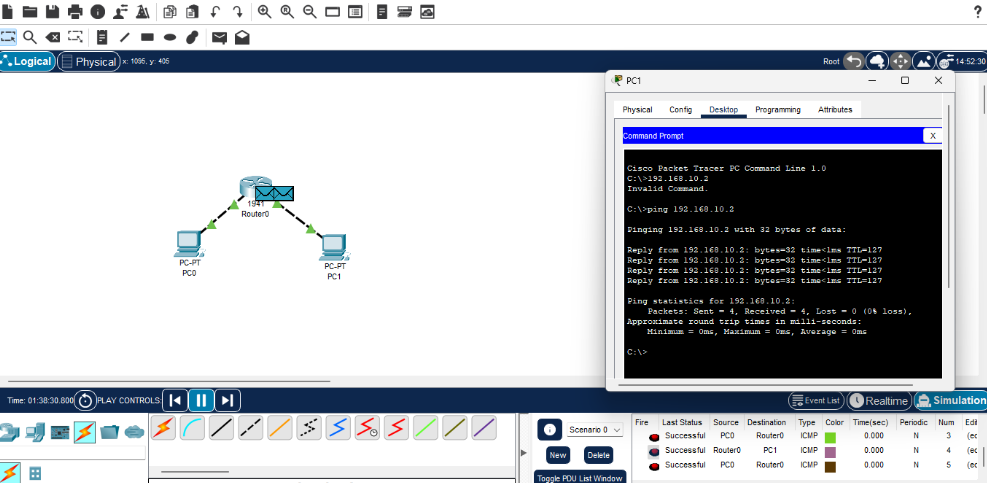 Logical Physical x: 1095, y: 405 Root 14:52:30
1941
Router0
PC-PT
PC0
PC-PT
PC1
PC1
Physical Config Desktop Programming Attributes
Command Prompt X
Cisco Packet Tracer PC Command Line 1.0
C:\>192.168.10.2
Invalid Command.
C:\>ping 192.168.10.2
Pinging 192.168.10.2 with 32 bytes of data:
Reply from 192.168.10.2: bytes=32 time<1ms TTL=127
Reply from 192.168.10.2: bytes=32 time<1ms TTL=127
Reply from 192.168.10.2: bytes=32 time<1ms TTL=127
Reply from 192.168.10.2: bytes=32 time<1ms TTL=127
Ping statistics for 192.168.10.2:
Packets: Sent = 4, Received = 4, Lost = 0 (0% loss),
Approximate round trip times in milli-seconds:
Minimum = 0ms, Maximum = 0ms, Average = 0ms
C:\>
Time: 01:38:30.800 PLAY CONTROLS: Event List Realtime Simulation
Scenario 0
New Delete
Toggle PDU List Window
Fire Last Status Source Destination Type Color Time(sec) Periodic Num Edit
Successful PC0 Router0 ICMP 0.000 N 3 (ec
Successful Router0 PC1 ICMP 0.000 N 4 (ec
Successful PC0 Router0 ICMP 0.000 N 5 (ec